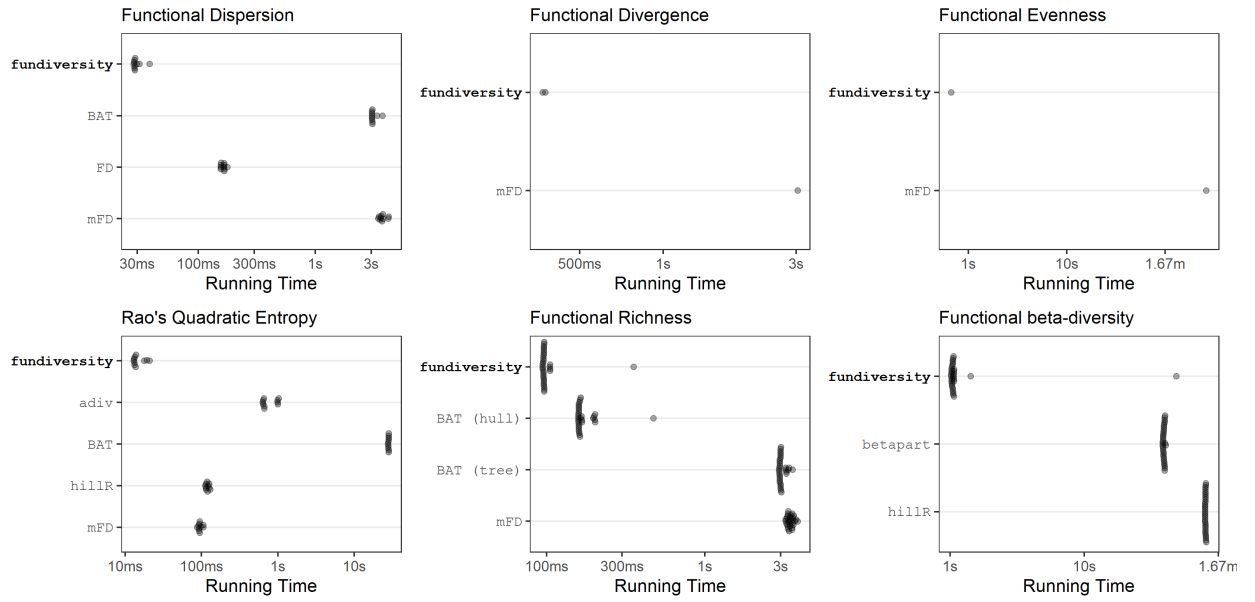 Functional Dispersion
fundiversity
BAT
FD
mFD
30ms 100ms 300ms 1s 3s
Running Time
Functional Divergence
fundiversity
mFD
500ms 1s 3s
Running Time
Functional Evenness
fundiversity
mFD
1s 10s 1.67m
Running Time
Rao's Quadratic Entropy
fundiversity
adiv
BAT
hillR
mFD
10ms 100ms 1s 10s
Running Time
Functional Richness
fundiversity
BAT (hull)
BAT (tree)
mFD
100ms 300ms 1s 3s
Running Time
Functional beta-diversity
fundiversity
betapart
hillR
1s 10s 1.67m
Running Time